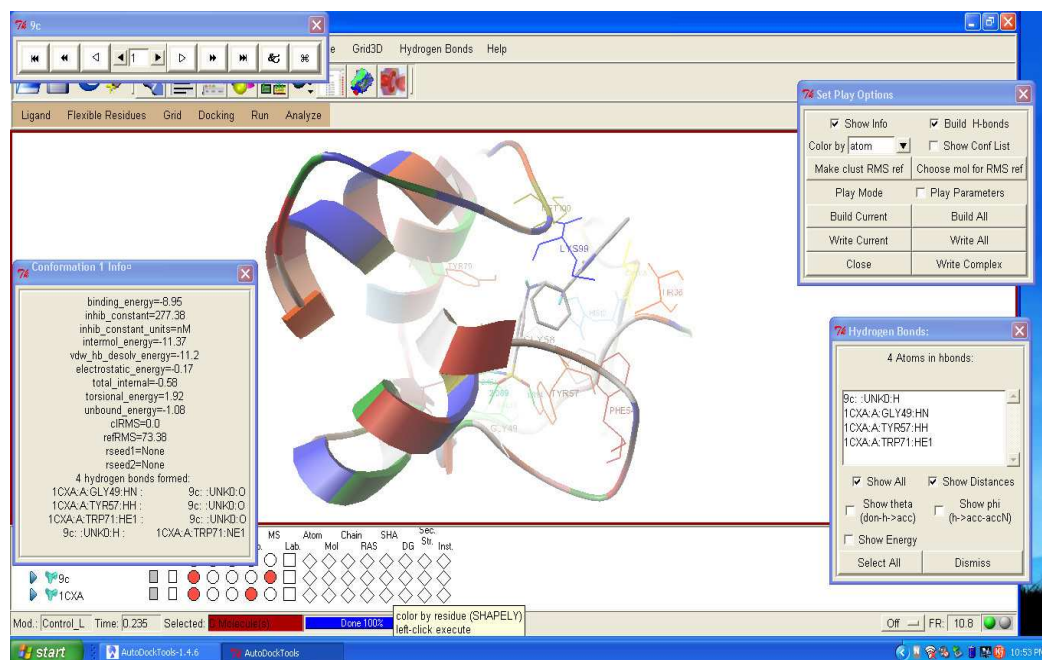 9c
1
Grid3D Hydrogen Bonds Help
Ligand Flexible Residues Grid Docking Run Analyze
Set Play Options
Show Info Build H-bonds
Color by atom Show Conf List
Make clust RMS ref Choose mol for RMS ref
Play Mode Play Parameters
Build Current Build All
Write Current Write All
Close Write Complex
LYS99
TYR79
GLY58
TYR57
GLY49
Conformation 1 Info
binding_energy=-8.95
inhib_constant=277.38
inhib_constant_units=nM
intermol_energy=-11.37
vdw_hb_desolv_energy=-11.2
electrostatic_energy=-0.17
total_internal=-0.58
torsional_energy=1.92
unbound_energy=-1.08
clRMS=0.0
refRMS=73.38
rseed1=None
rseed2=None
4 hydrogen bonds formed:
1CXA:A:GLY49:HN : 9c: :UNK0:O
1CXA:A:TYR57:HH : 9c: :UNK0:O
1CXA:A:TRP71:HE1 : 9c: :UNK0:O
9c: :UNK0:H : 1CXA:A:TRP71:NE1
Hydrogen Bonds:
4 Atoms in hbonds:
9c: :UNK0:H
1CXA:A:GLY49:HN
1CXA:A:TYR57:HH
1CXA:A:TRP71:HE1
Show All Show Distances
Show theta Show phi
(don-h->acc) (h->acc-accN)
Show Energy
Select All Dismiss
MS Atom Chain SHA Sec.
Lab. Mol RAS DG Str. Inst.
9c
1CXA
color by residue (SHAPELY)
left-click execute
Mod.: Control_L Time: 0.235 Selected: Done 100% Off FR: 10.8
start AutoDockTools-1.4.6 AutoDockTools 10:53 PM